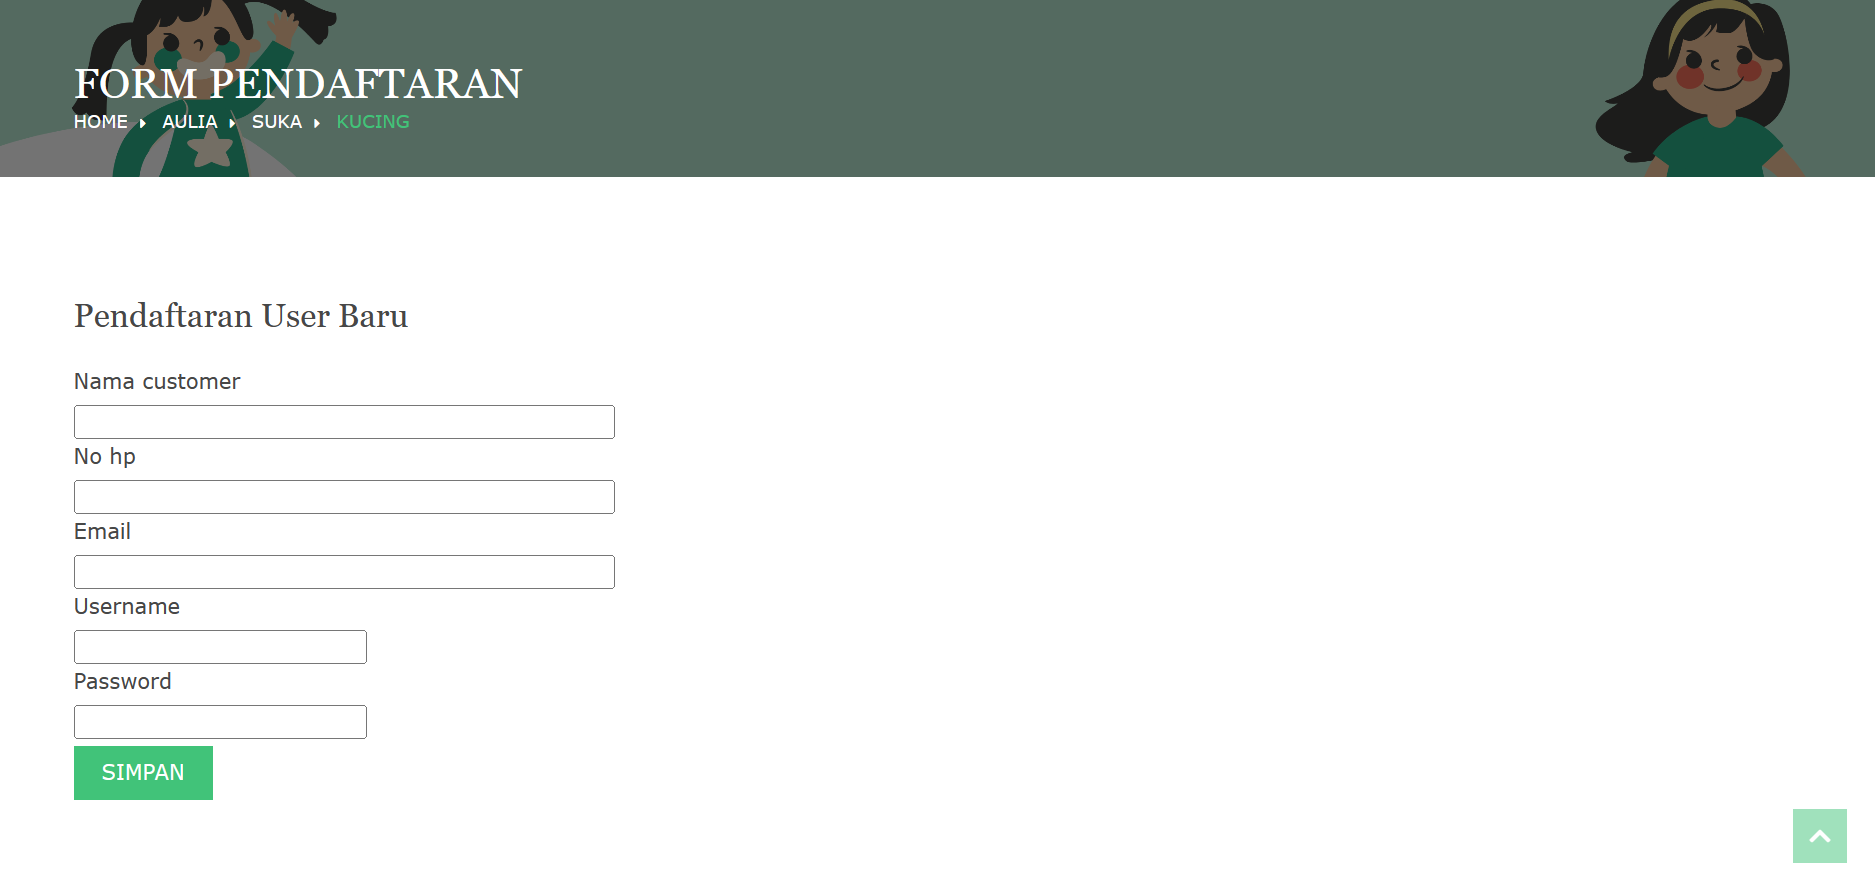 FORM PENDAFTARAN
HOME AULIA SUKA KUCING
Pendaftaran User Baru
Nama customer
No hp
Email
Username
Password
SIMPAN